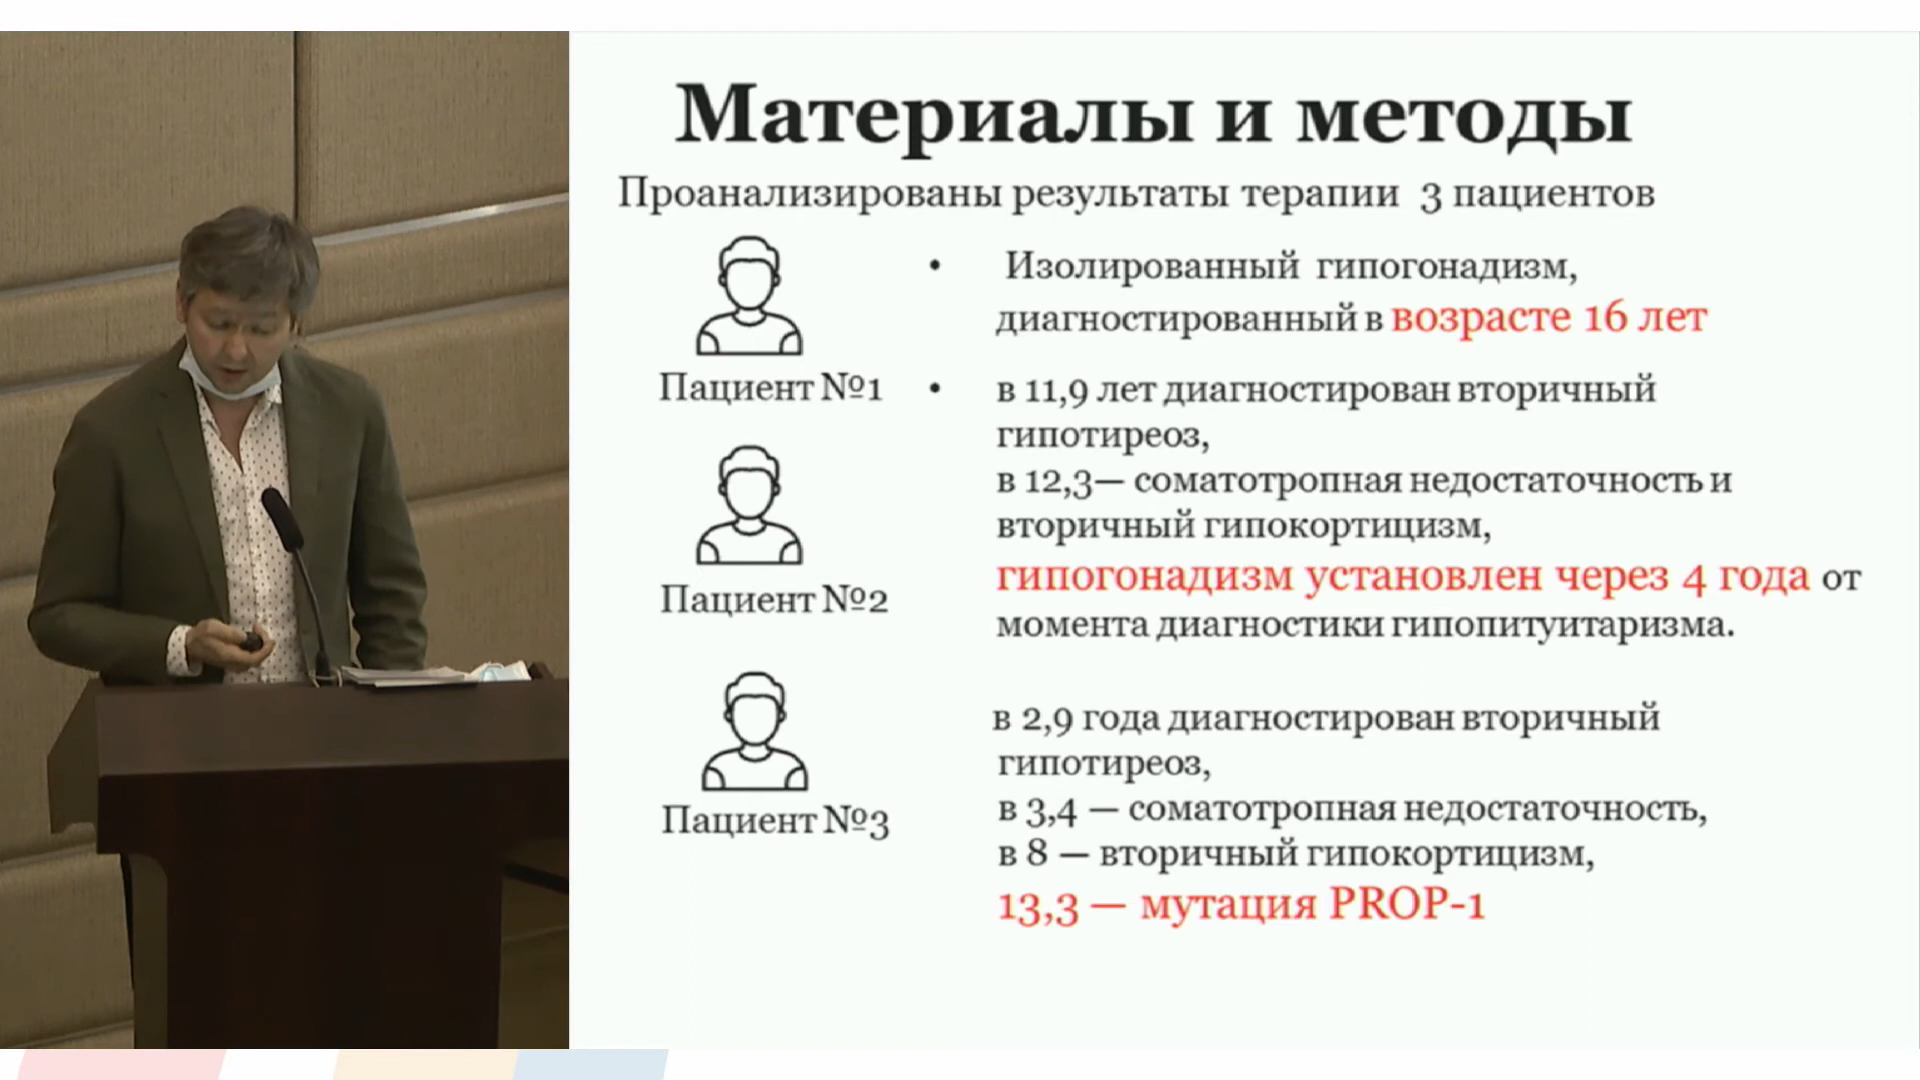 Материалы и методы
Проанализированы результаты терапии 3 пациентов
• Изолированный гипогонадизм,
диагностированный в возрасте 16 лет
Пациент №1
• в 11,9 лет диагностирован вторичный
гипотиреоз,
в 12,3— соматотропная недостаточность и
вторичный гипокортицизм,
гипогонадизм установлен через 4 года от
момента диагностики гипопитуитаризма.
Пациент №2
в 2,9 года диагностирован вторичный
гипотиреоз,
в 3,4 — соматотропная недостаточность,
в 8 — вторичный гипокортицизм,
13,3 — мутация PROP-1
Пациент №3